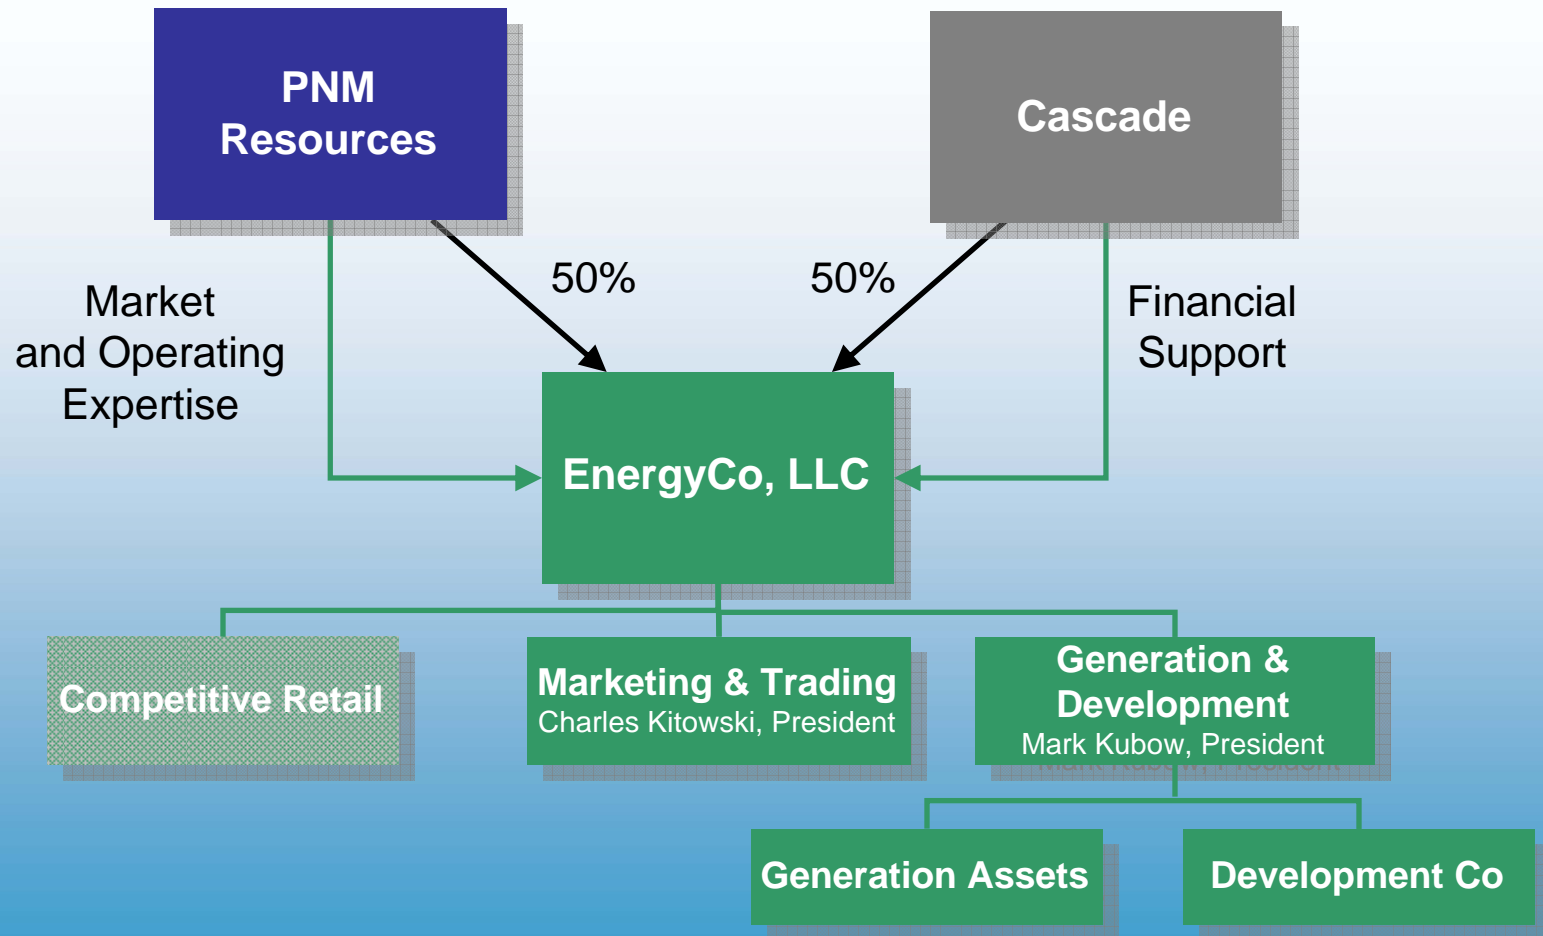 PNM
Resources
Cascade
50%
50%
Market
and Operating
Expertise
Financial
Support
EnergyCo, LLC
Competitive Retail
Marketing & Trading
Charles Kitowski, President
Generation &
Development
Mark Kubow, President
Generation Assets
Development Co